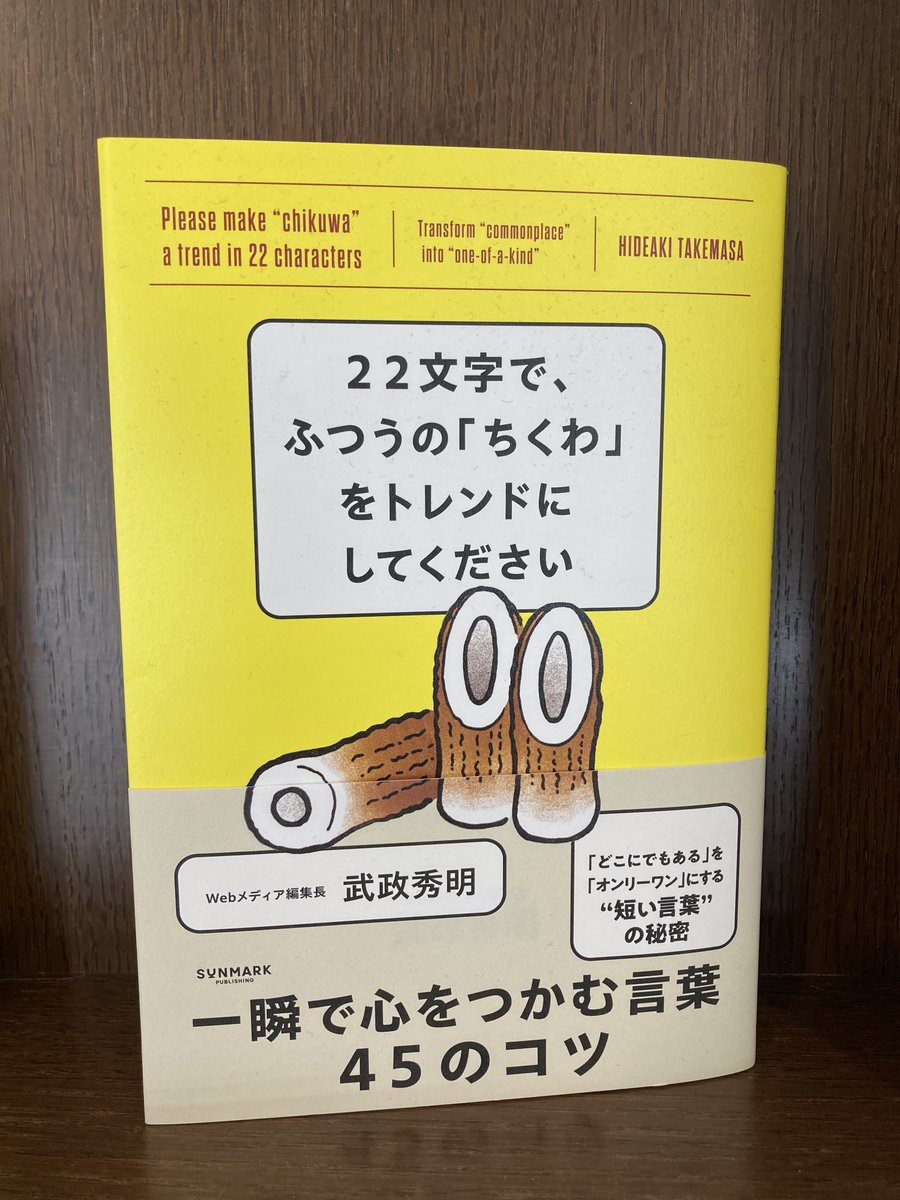 Please make “chikuwa”
a trend in 22 characters
Transform “commonplace”
into “one-of-a-kind”
HIDEAKI TAKEMASA
２２文字で、
ふつうの「ちくわ」
をトレンドに
してください
Webメディア編集長 武政秀明
「どこにでもある」を
「オンリーワン」にする
“短い言葉”
の秘密
SUNMARK
PUBLISHING
一瞬で心をつかむ言葉
４５のコツ